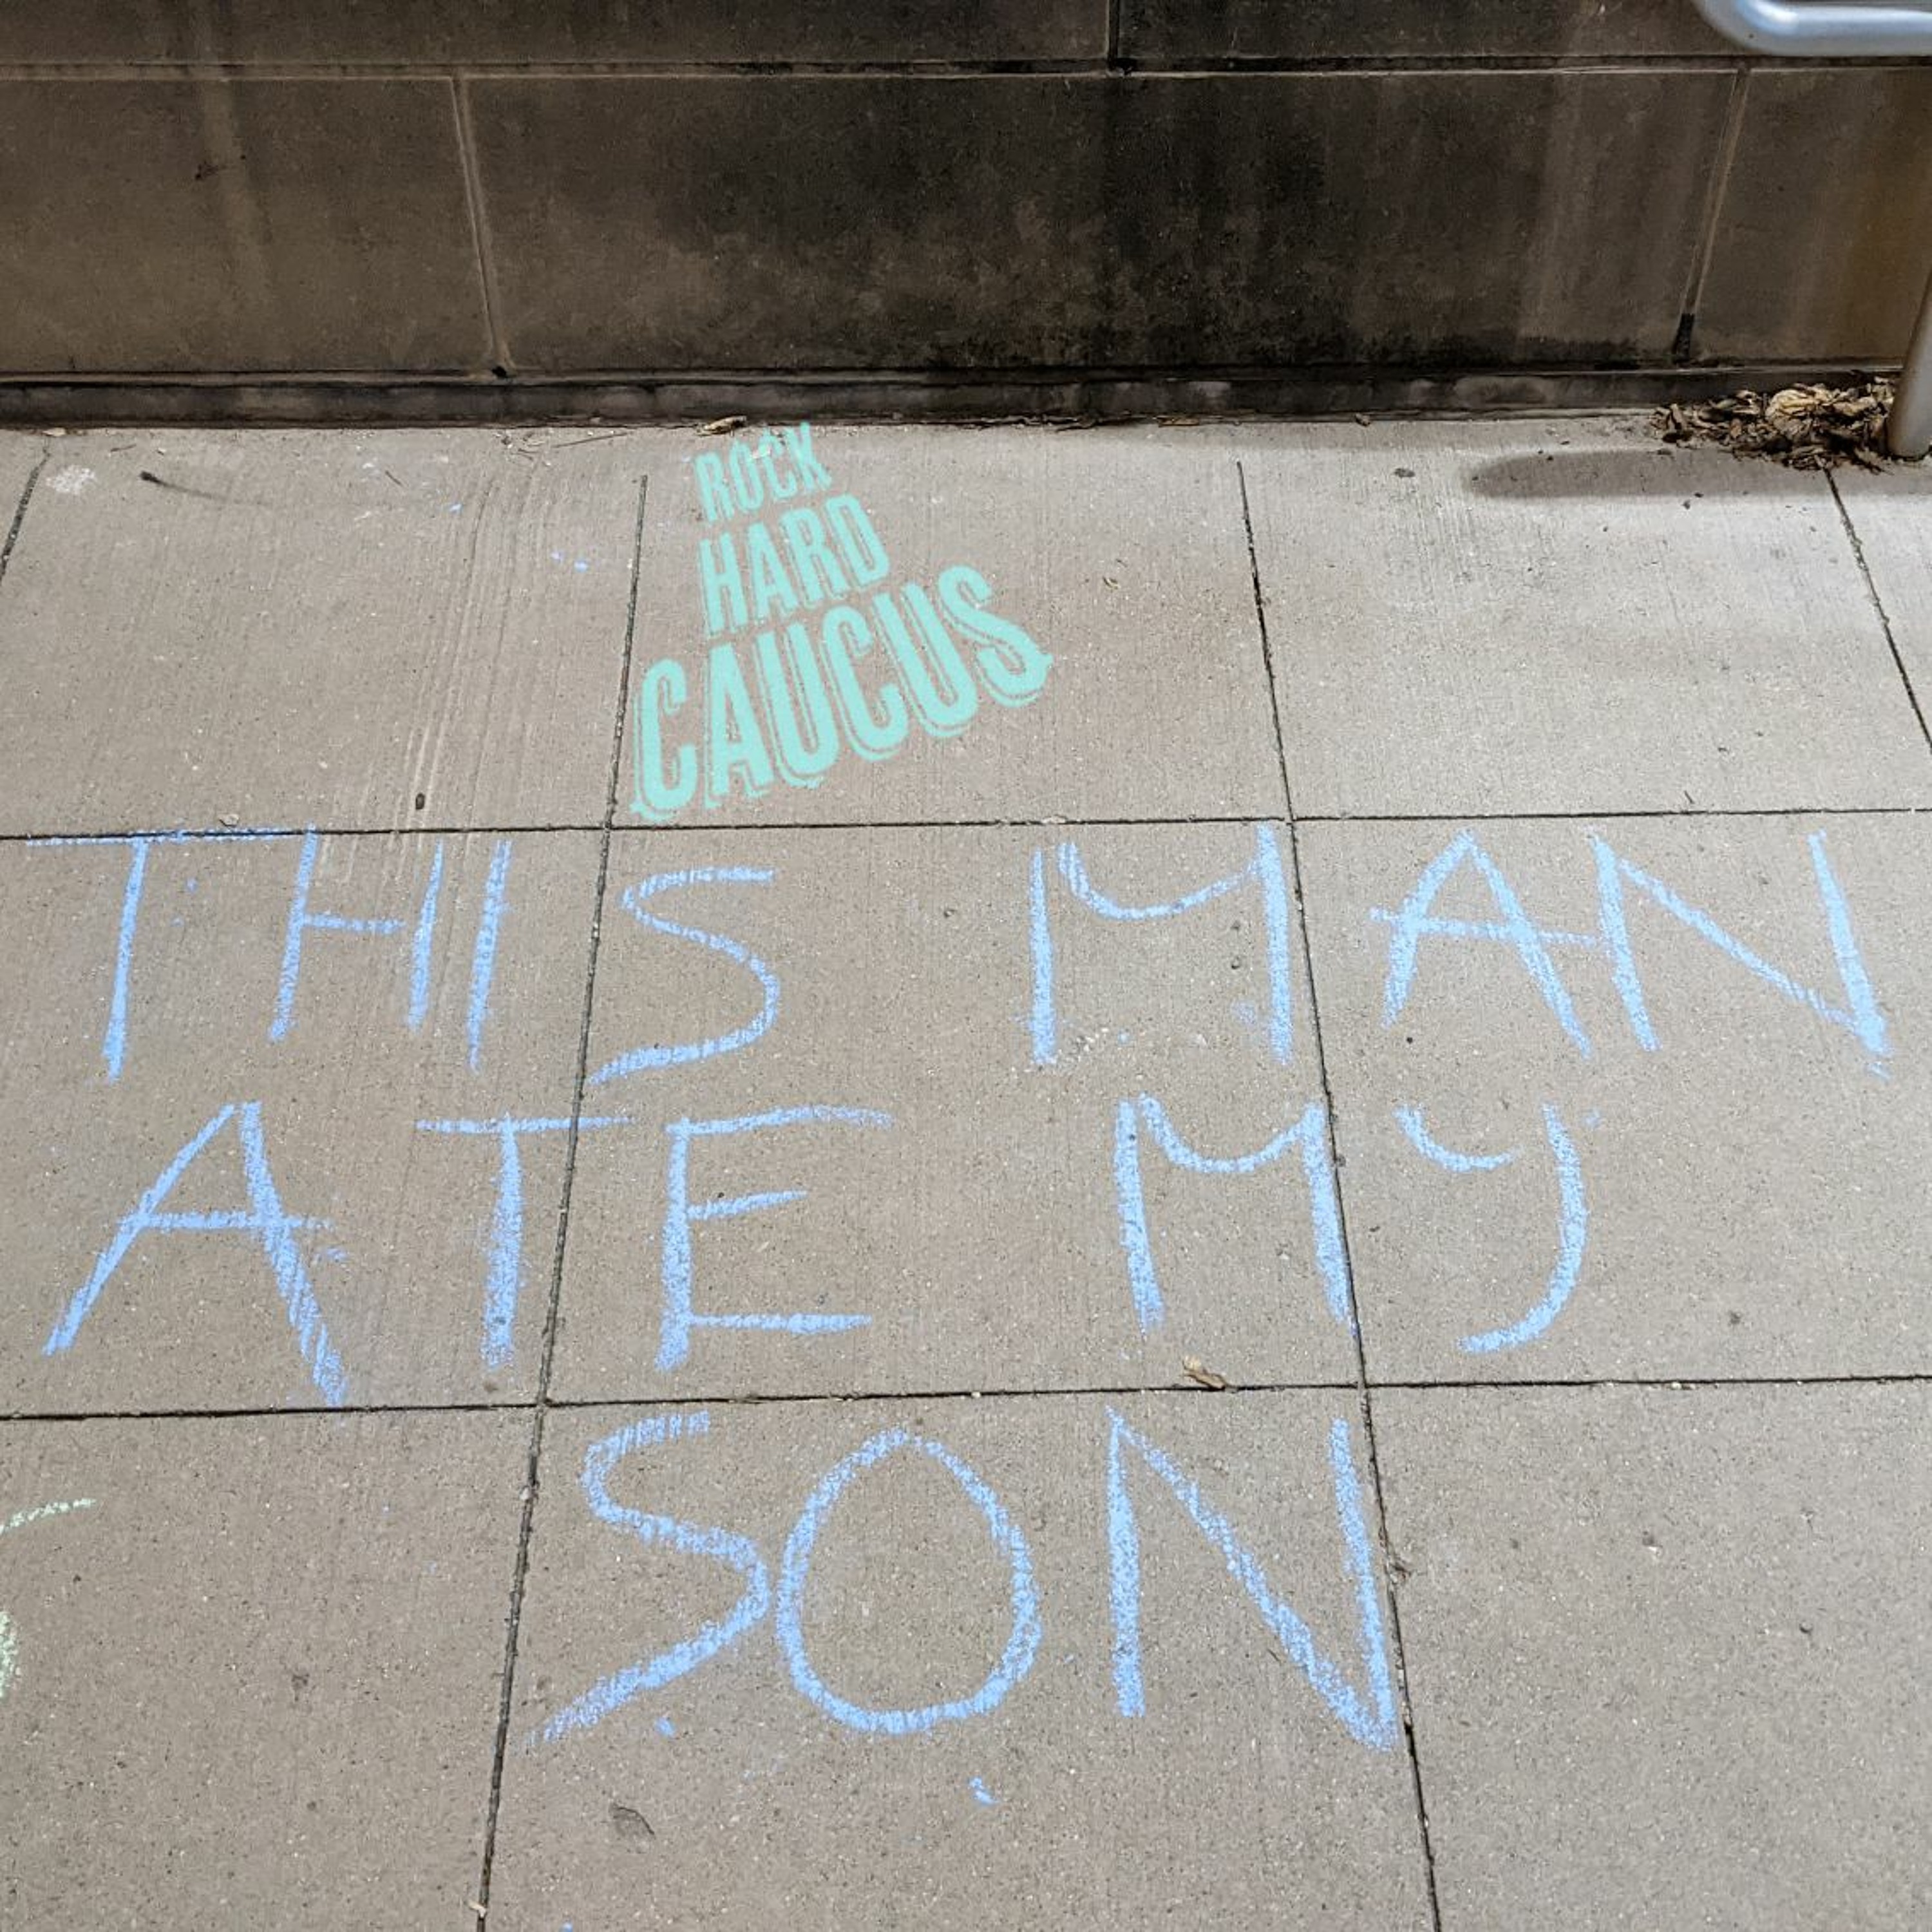 ROCK
HARD
CAUCUS
THIS MAN
ATE MY
SON